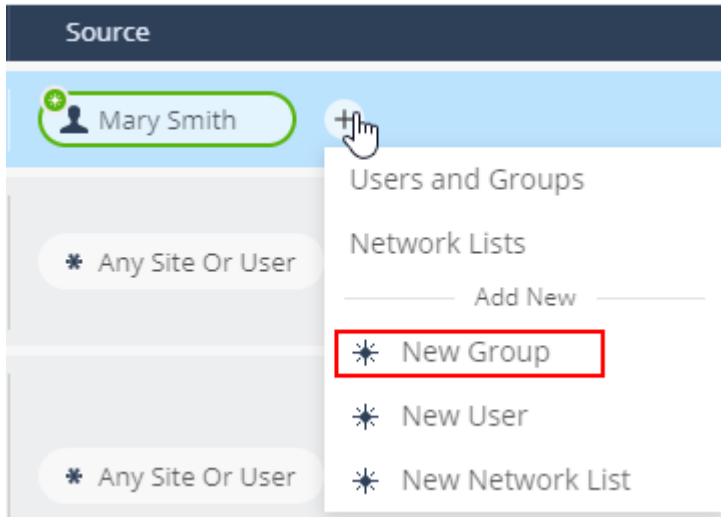 Source
Mary Smith
+
Users and Groups
Network Lists
Any Site Or User
Add New
New Group
New User
Any Site Or User
New Network List